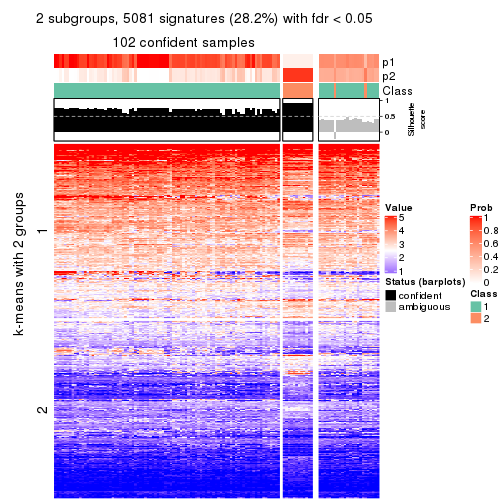 2 subgroups, 5081 signatures (28.2%) with fdr < 0.05
102 confident samples
p1
p2
Class
1
0.5
0
Silhouette
score
k-means with 2 groups
1
2
Value
5
4
3
2
1
Prob
1
0.8
0.6
0.4
0.2
0
Status (barplots)
confident
ambiguous
Class
1
2